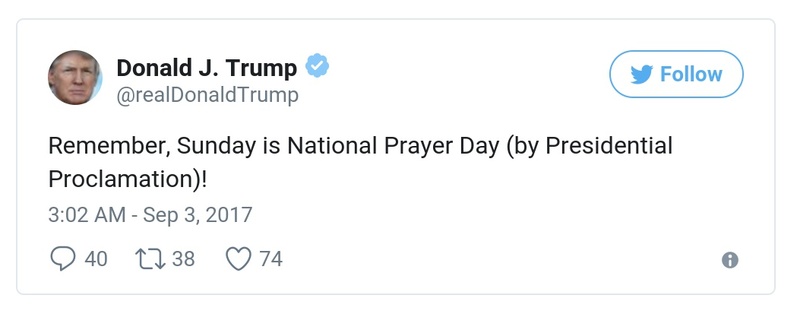 Donald J. Trump
Follow
@realDonaldTrump
Remember, Sunday is National Prayer Day (by Presidential
Proclamation)!
3:02 AM - Sep 3, 2017
40 38 74